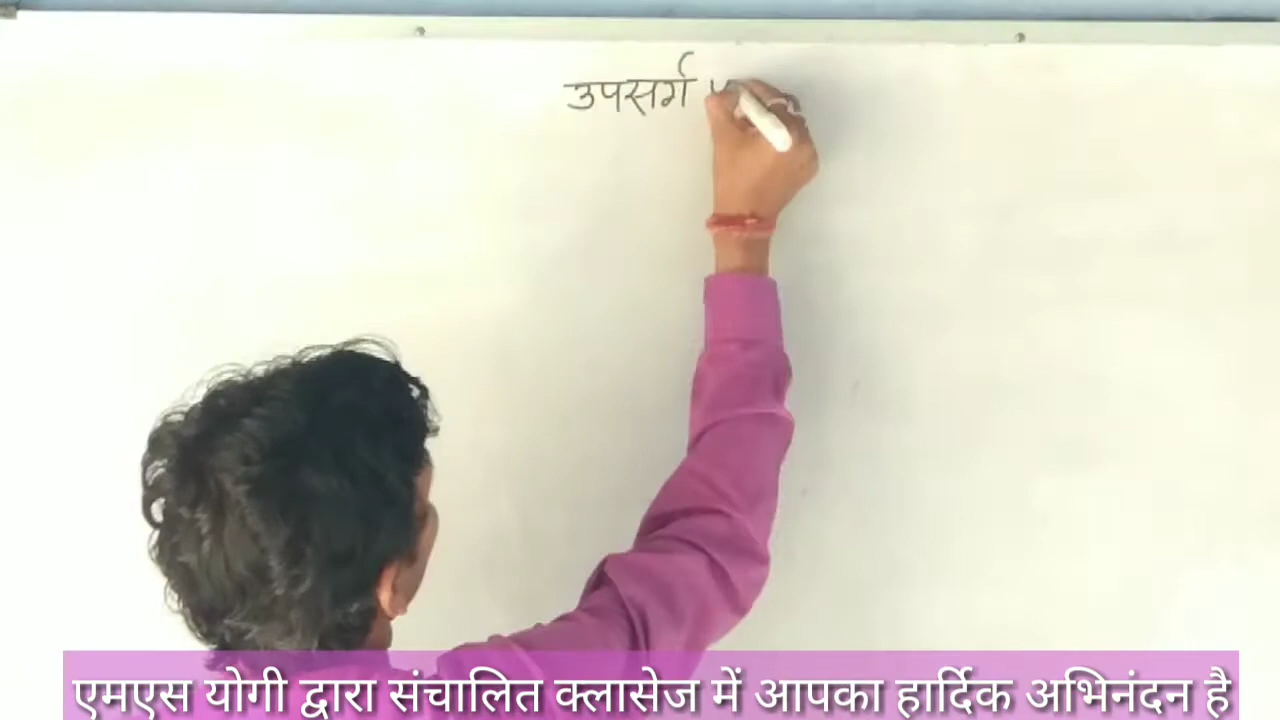 उपसर्ग
एमएस योगी द्वारा संचालित क्लासेज में आपका हार्दिक अभिनंदन है